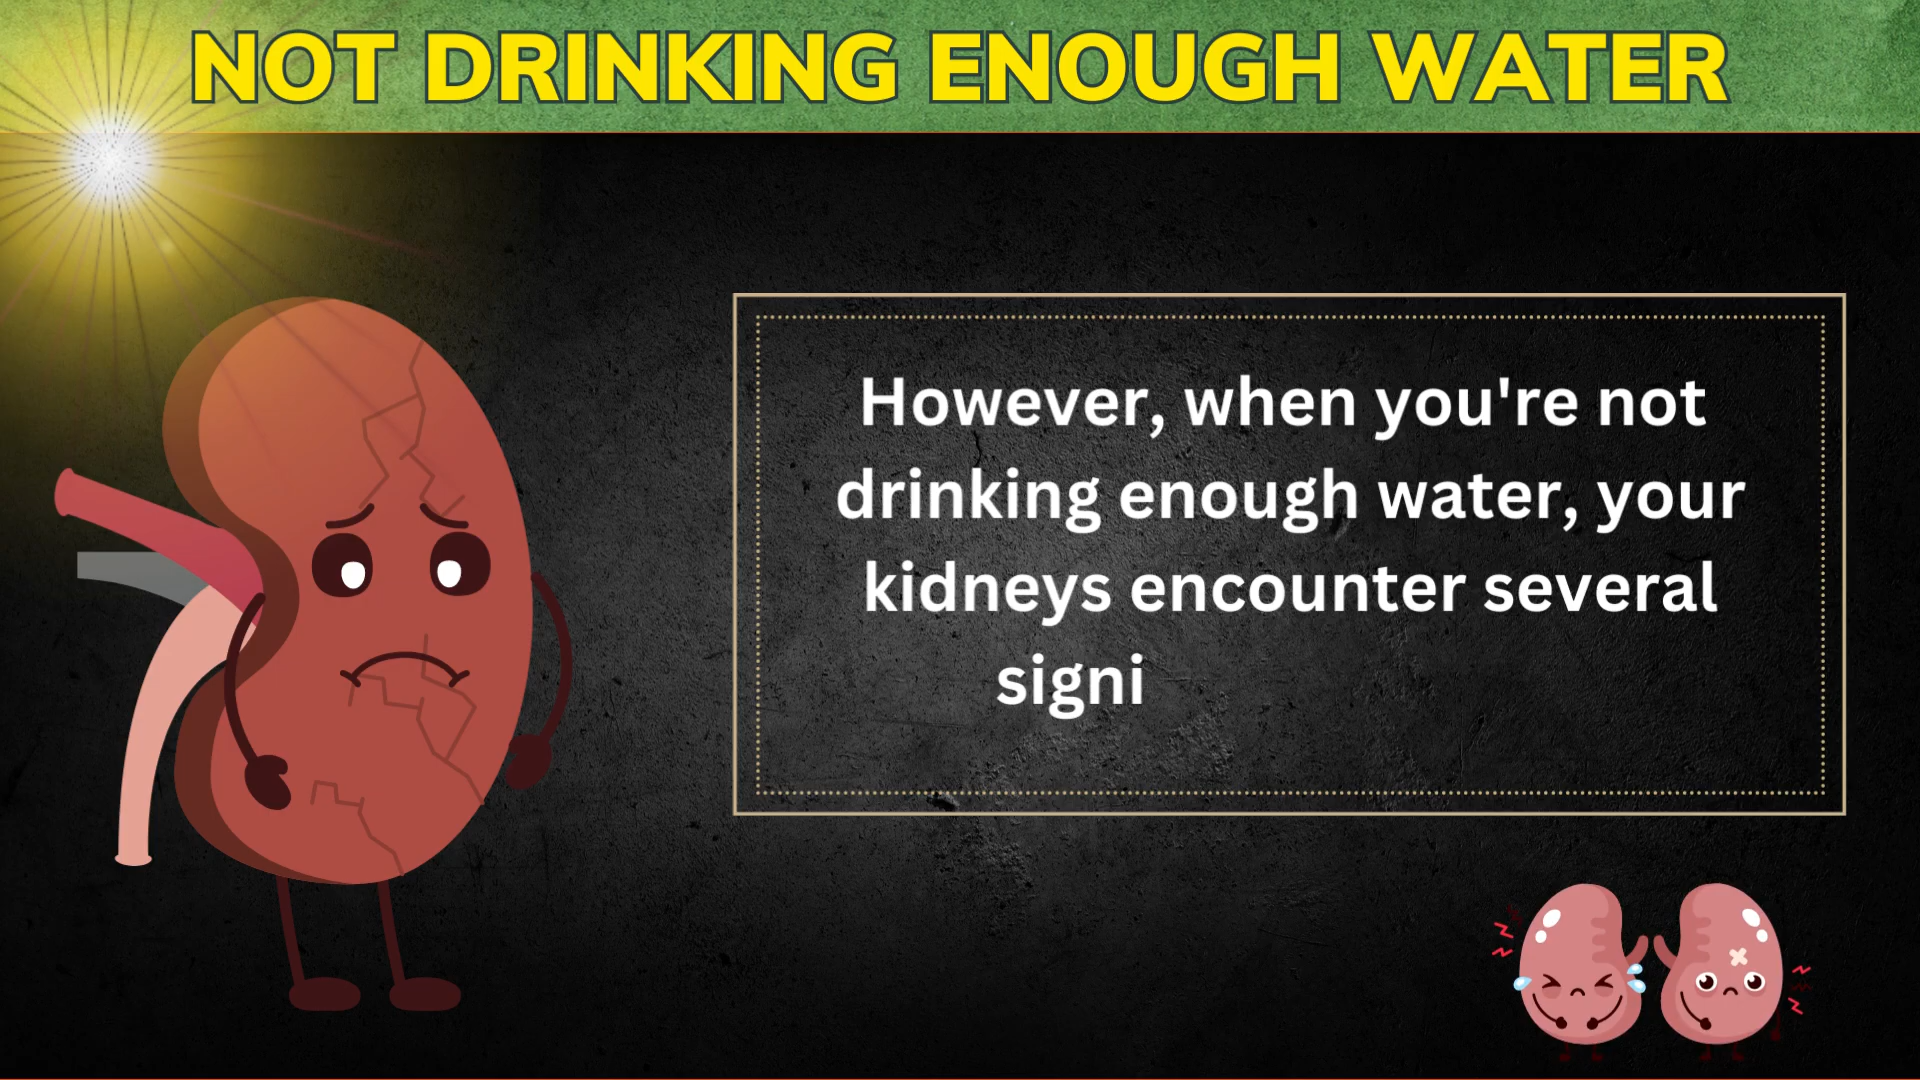 NOT DRINKING ENOUGH WATER
However, when you're not
drinking enough water, your
kidneys encounter several
signi